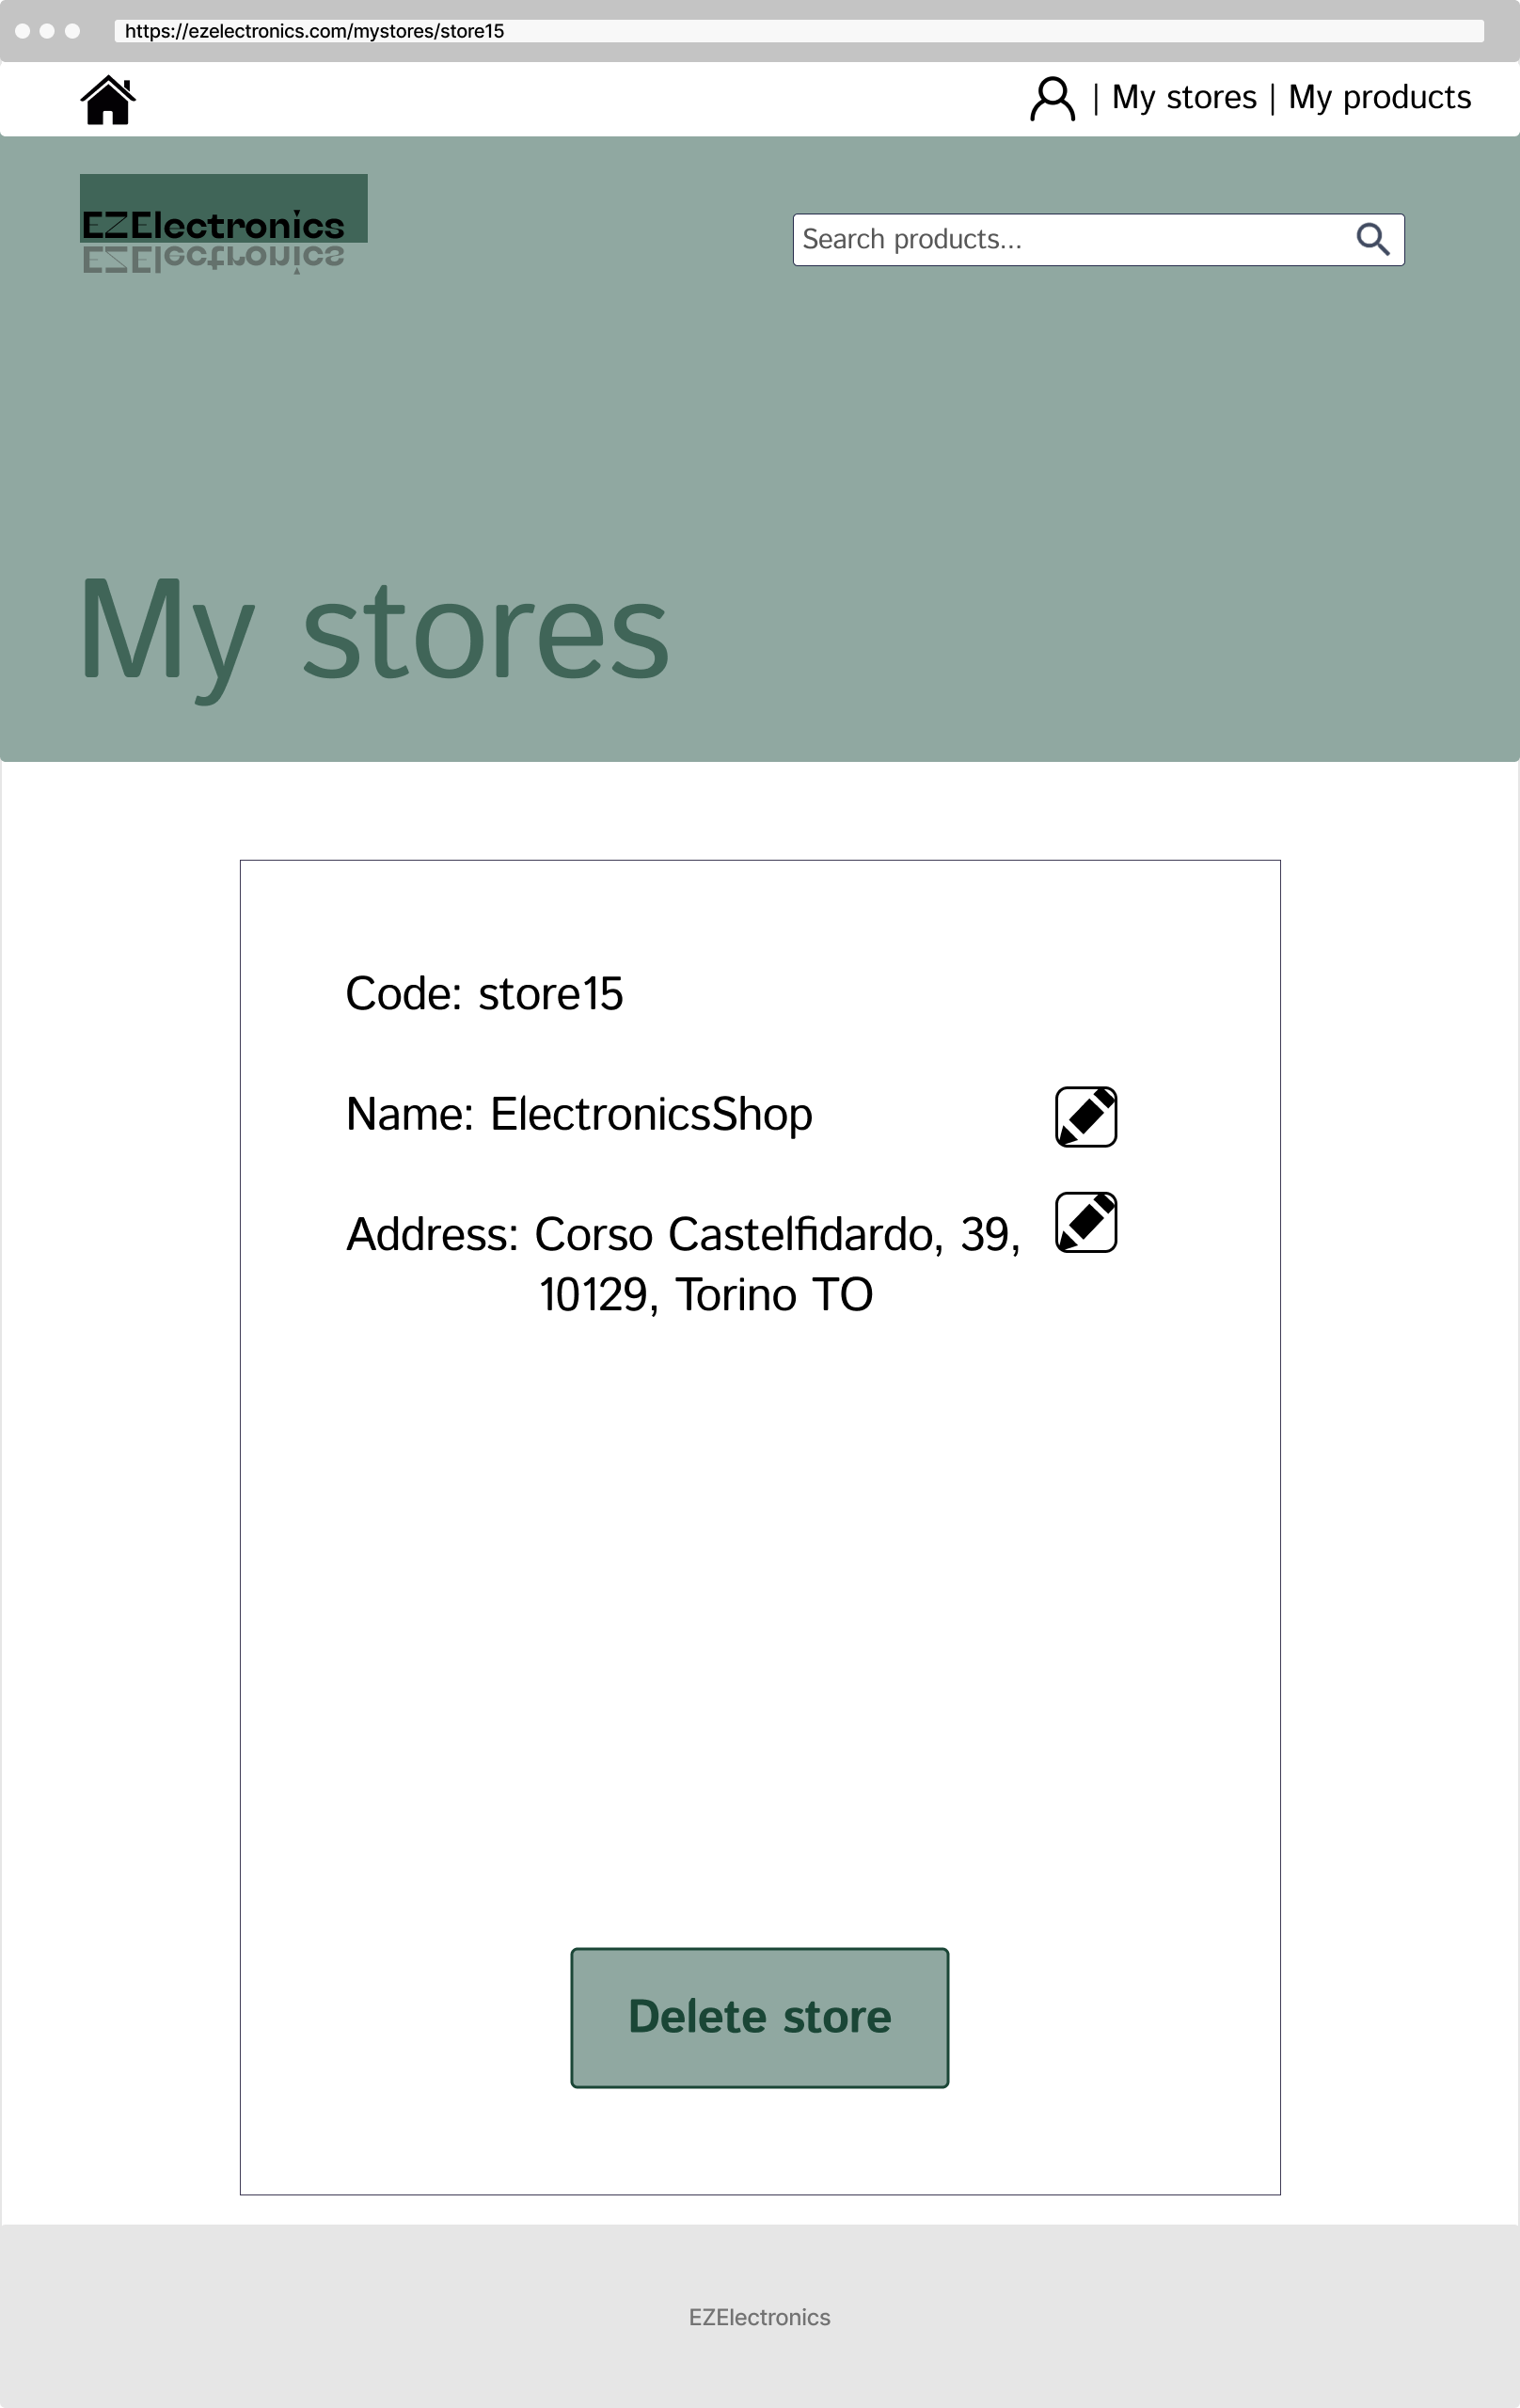 https://ezelectronics.com/mystores/store15
| My stores | My products
EZElectronics
EZElectronics
Search products...
My stores
Code: store15
Name: ElectronicsShop
Address: Corso Castelfidardo, 39,
10129, Torino TO
Delete store
EZElectronics